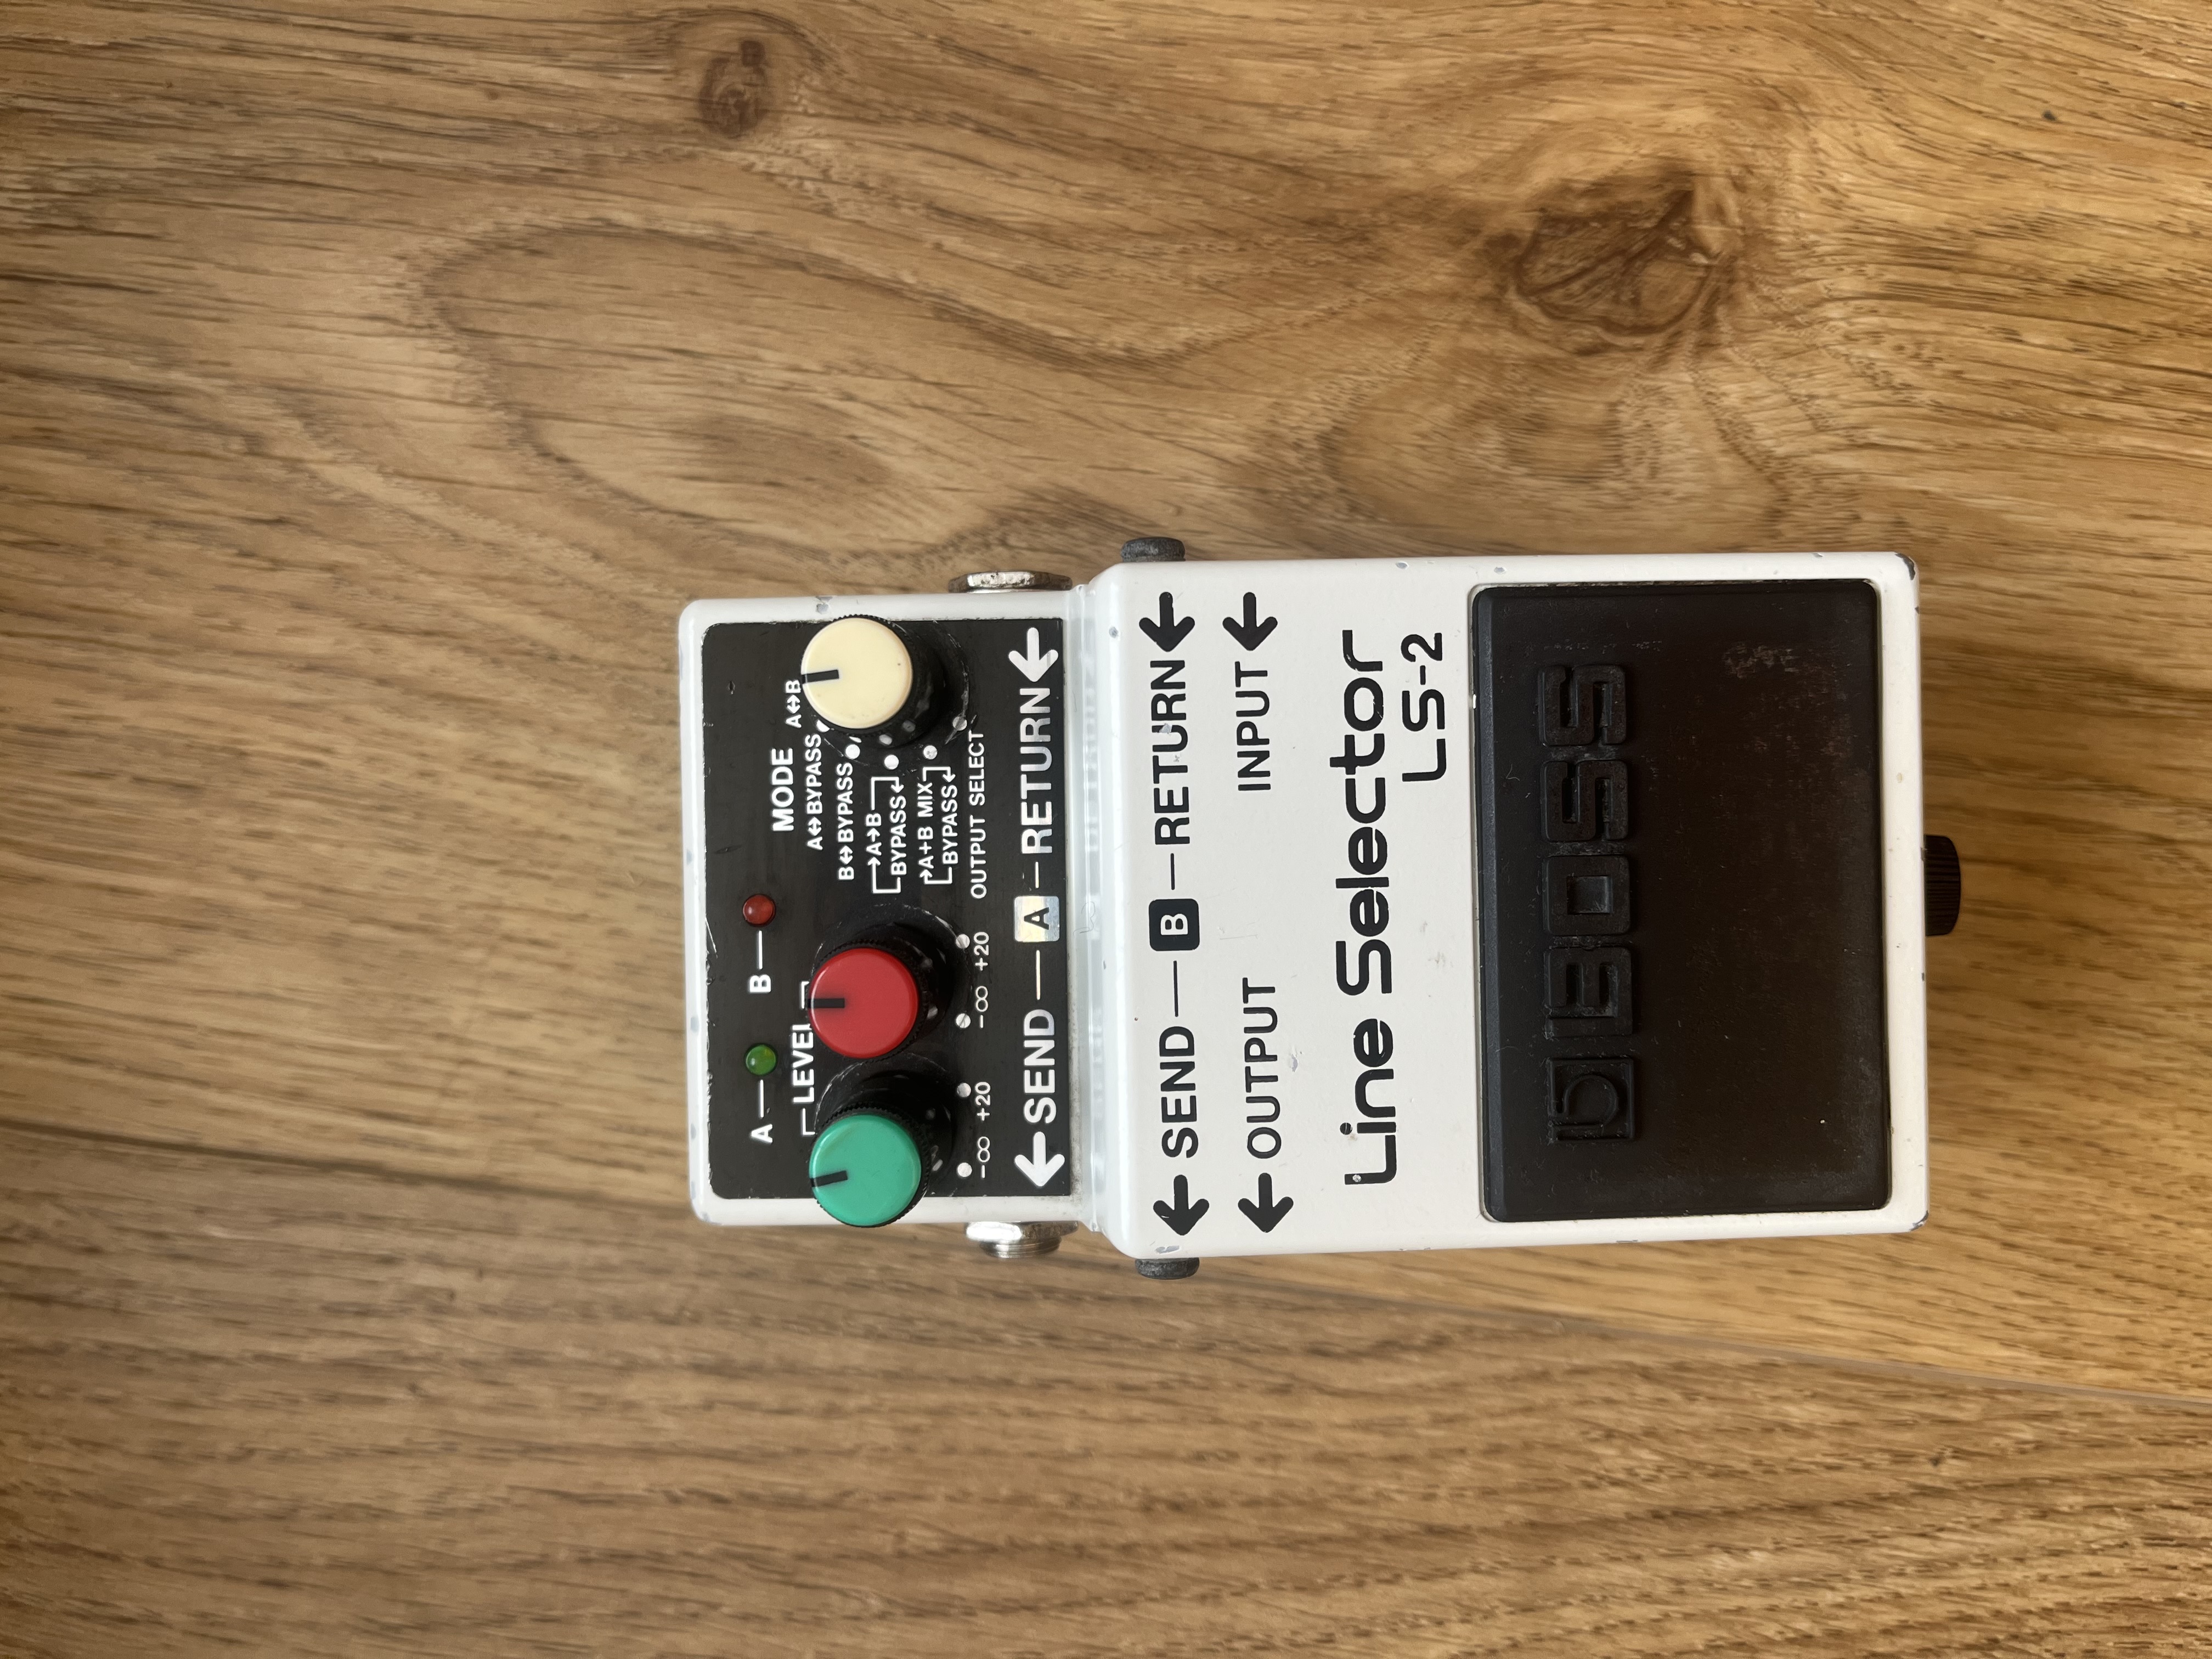 A — B —
LEVEL
MODE
A↔BYPASS A↔B
B↔BYPASS
→A→B
BYPASS
→A+B MIX
BYPASS
-∞ +20 -∞ +20 OUTPUT SELECT
←SEND — A — RETURN←
←SEND — B — RETURN←
←OUTPUT INPUT←
Line Selector
LS-2
BOSS